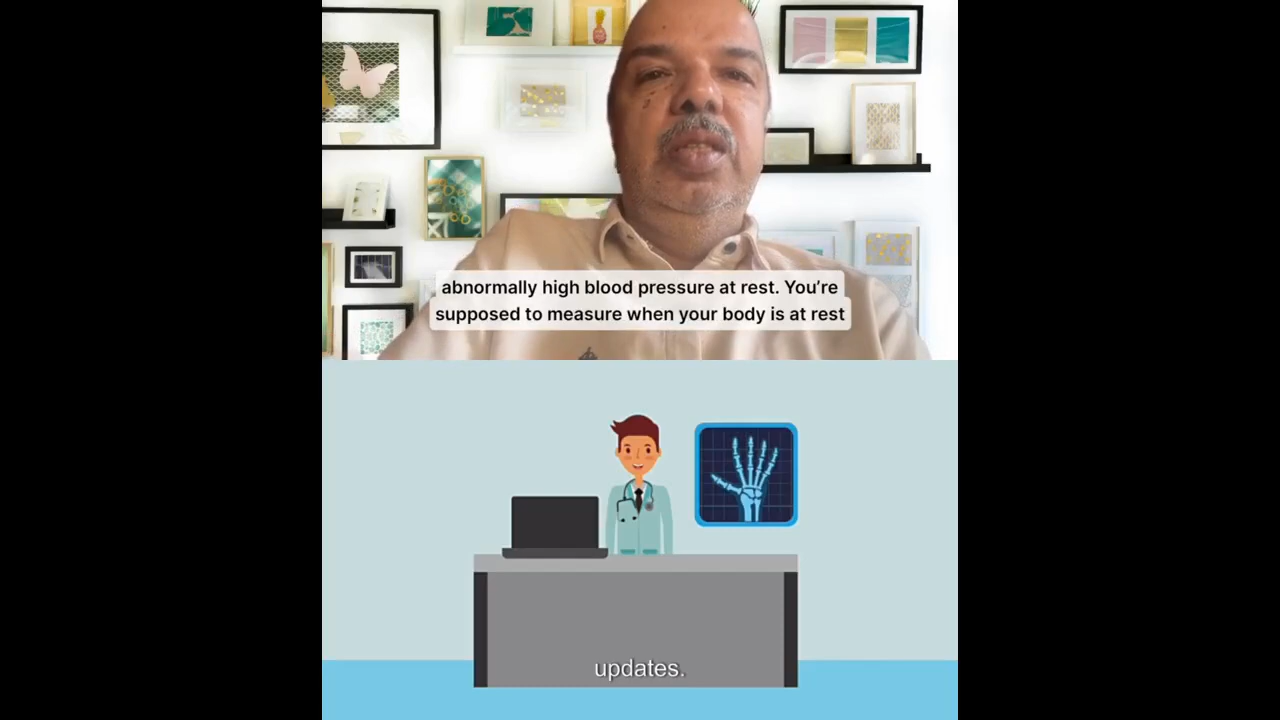 abnormally high blood pressure at rest. You’re
supposed to measure when your body is at rest
updates.